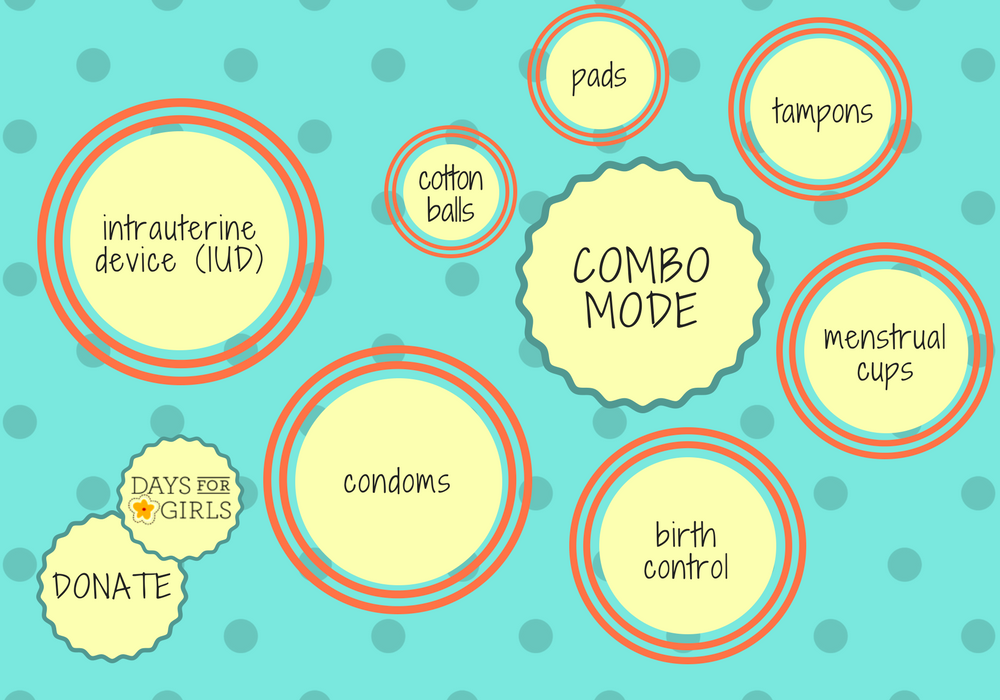 pads
tampons
cotton
balls
intrauterine
device (IUD)
COMBO
MODE
menstrual
cups
condoms
birth
control
DAYS FOR
GIRLS
DONATE